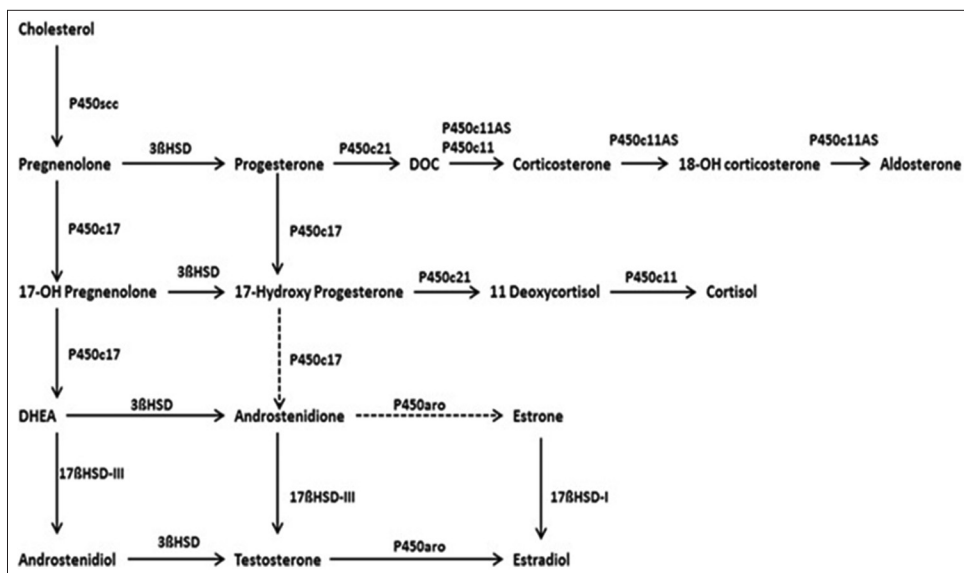 Cholesterol
P450scc
P450c11AS
P450c11AS
P450c11AS
3ßHSD
P450c21
P450c11
Pregnenolone
Progesterone
DOC
Corticosterone
18-OH corticosterone
Aldosterone
P450c17
P450c17
3ßHSD
P450c21
P450c11
17-OH Pregnenolone
17-Hydroxy Progesterone
11 Deoxycortisol
Cortisol
P450c17
P450c17
3ßHSD
P450aro
DHEA
Androstenidione
Estrone
17ßHSD-III
17ßHSD-III
17ßHSD-I
3ßHSD
P450aro
Androstenidiol
Testosterone
Estradiol